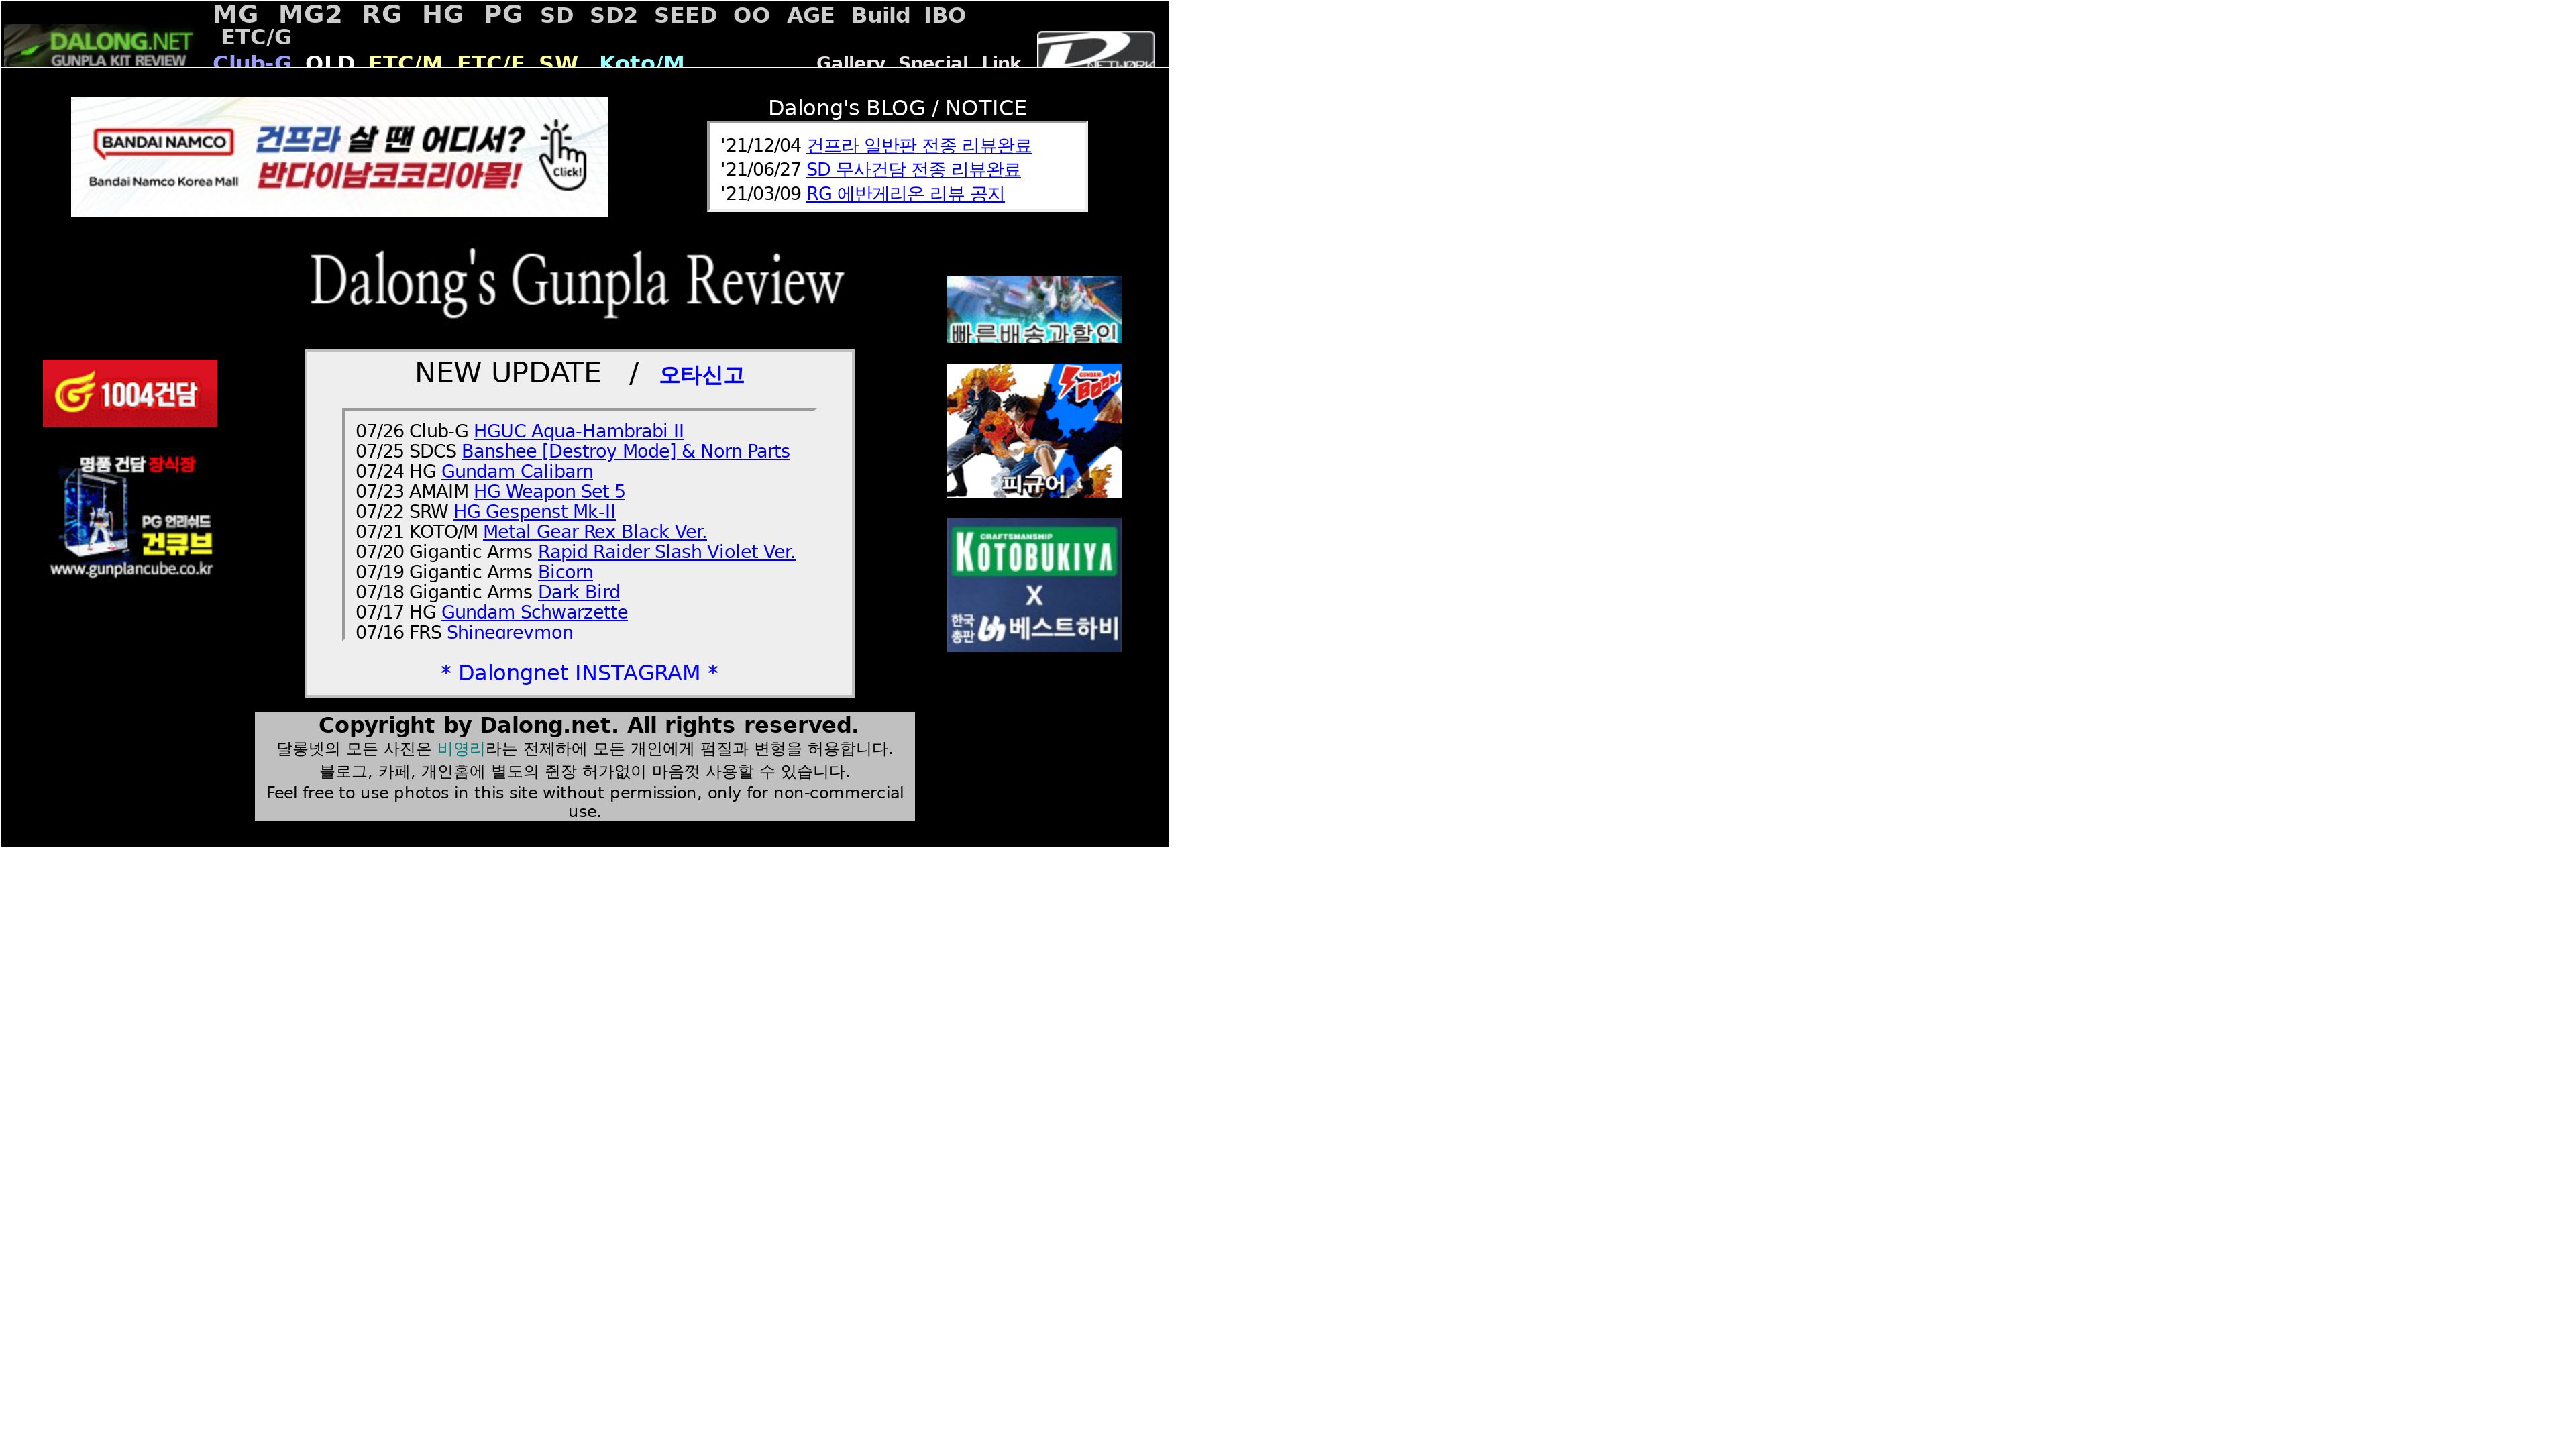 MG MG2 RG HG PG SD SD2 SEED OO AGE Build IBO
ETC/G
DALONG.NET
GUNPLA KIT REVIEW
Club-G OLD ETC/M ETC/F SW Koto/M Gallery Special Link
NETWORK
BANDAI NAMCO
Bandai Namco Korea Mall
건프라 살 땐 어디서?
반다이남코코리아몰!
Click!
Dalong's BLOG / NOTICE
'21/12/04 건프라 일반판 전종 리뷰완료
'21/06/27 SD 무사건담 전종 리뷰완료
'21/03/09 RG 에반게리온 리뷰 공지
Dalong's Gunpla Review
빠른배송과할인
1004건담
명품 건담 장식장
PG 언리쉬드
건큐브
www.gunplancube.co.kr
NEW UPDATE / 오타신고
07/26 Club-G HGUC Aqua-Hambrabi II
07/25 SDCS Banshee [Destroy Mode] & Norn Parts
07/24 HG Gundam Calibarn
07/23 AMAIM HG Weapon Set 5
07/22 SRW HG Gespenst Mk-II
07/21 KOTO/M Metal Gear Rex Black Ver.
07/20 Gigantic Arms Rapid Raider Slash Violet Ver.
07/19 Gigantic Arms Bicorn
07/18 Gigantic Arms Dark Bird
07/17 HG Gundam Schwarzette
07/16 FRS Shinegreymon
* Dalongnet INSTAGRAM *
GUNDAM
BOOM
피규어
CRAFTSMANSHIP
KOTOBUKIYA
X
한국
총판
베스트하비
Copyright by Dalong.net. All rights reserved.
달롱넷의 모든 사진은 비영리라는 전제하에 모든 개인에게 펌질과 변형을 허용합니다.
블로그, 카페, 개인홈에 별도의 쥔장 허가없이 마음껏 사용할 수 있습니다.
Feel free to use photos in this site without permission, only for non-commercial
use.